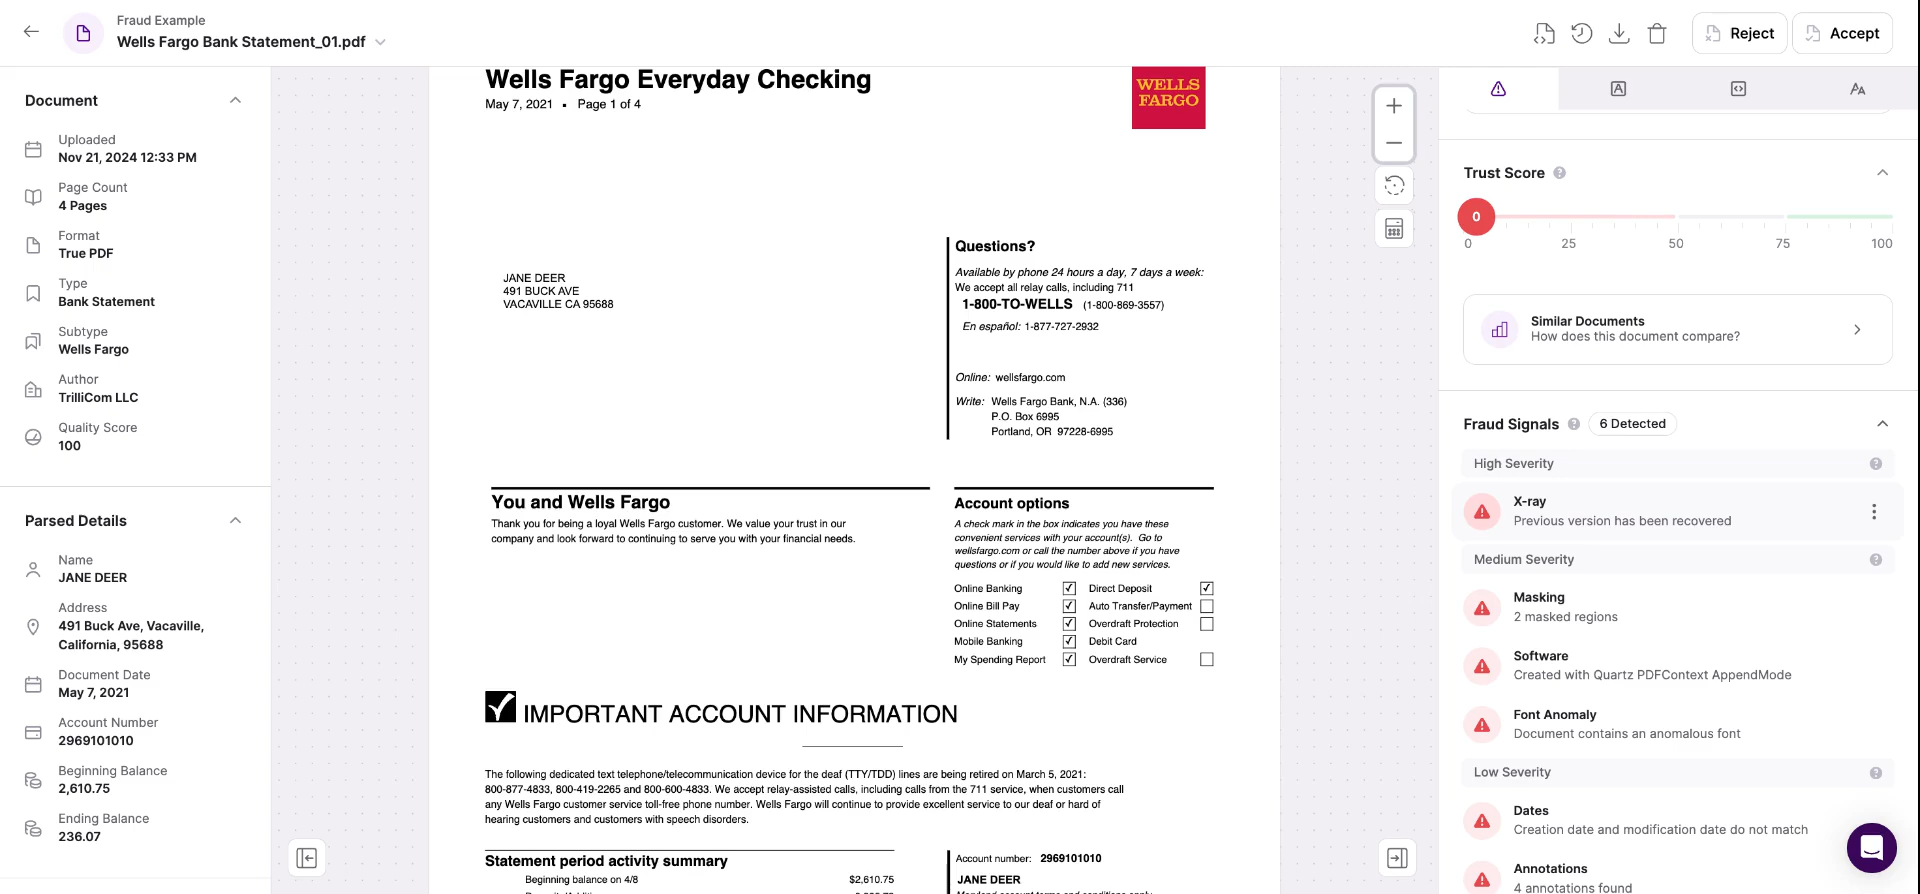 Fraud Example
Wells Fargo Bank Statement_01.pdf
Reject
Accept
Document
Uploaded
Nov 21, 2024 12:33 PM
Page Count
4 Pages
Format
True PDF
Type
Bank Statement
Subtype
Wells Fargo
Author
TrilliCom LLC
Quality Score
100
Parsed Details
Name
JANE DEER
Address
491 Buck Ave, Vacaville,
California, 95688
Document Date
May 7, 2021
Account Number
2969101010
Beginning Balance
2,610.75
Ending Balance
236.07
Wells Fargo Everyday Checking
May 7, 2021 ▪ Page 1 of 4
WELLS
FARGO
JANE DEER
491 BUCK AVE
VACAVILLE CA 95688
Questions?
Available by phone 24 hours a day, 7 days a week:
We accept all relay calls, including 711
1-800-TO-WELLS (1-800-869-3557)
En español: 1-877-727-2932
Online: wellsfargo.com
Write: Wells Fargo Bank, N.A. (336)
P.O. Box 6995
Portland, OR 97228-6995
You and Wells Fargo
Thank you for being a loyal Wells Fargo customer. We value your trust in our
company and look forward to continuing to serve you with your financial needs.
Account options
A check mark in the box indicates you have these
convenient services with your account(s). Go to
wellsfargo.com or call the number above if you have
questions or if you would like to add new services.
Online Banking ✓ Direct Deposit ✓
Online Bill Pay ✓ Auto Transfer/Payment
Online Statements ✓ Overdraft Protection
Mobile Banking ✓ Debit Card
My Spending Report ✓ Overdraft Service
IMPORTANT ACCOUNT INFORMATION
The following dedicated text telephone/telecommunication device for the deaf (TTY/TDD) lines are being retired on March 5, 2021:
800-877-4833, 800-419-2265 and 800-600-4833. We accept relay-assisted calls, including calls from the 711 service, when customers call
any Wells Fargo customer service toll-free phone number. Wells Fargo will continue to provide excellent service to our deaf or hard of
hearing customers and customers with speech disorders.
Statement period activity summary
Beginning balance on 4/8 $2,610.75
Account number: 2969101010
JANE DEER
Trust Score
0
0 25 50 75 100
Similar Documents
How does this document compare?
Fraud Signals 6 Detected
High Severity
X-ray
Previous version has been recovered
Medium Severity
Masking
2 masked regions
Software
Created with Quartz PDFContext AppendMode
Font Anomaly
Document contains an anomalous font
Low Severity
Dates
Creation date and modification date do not match
Annotations
4 annotations found